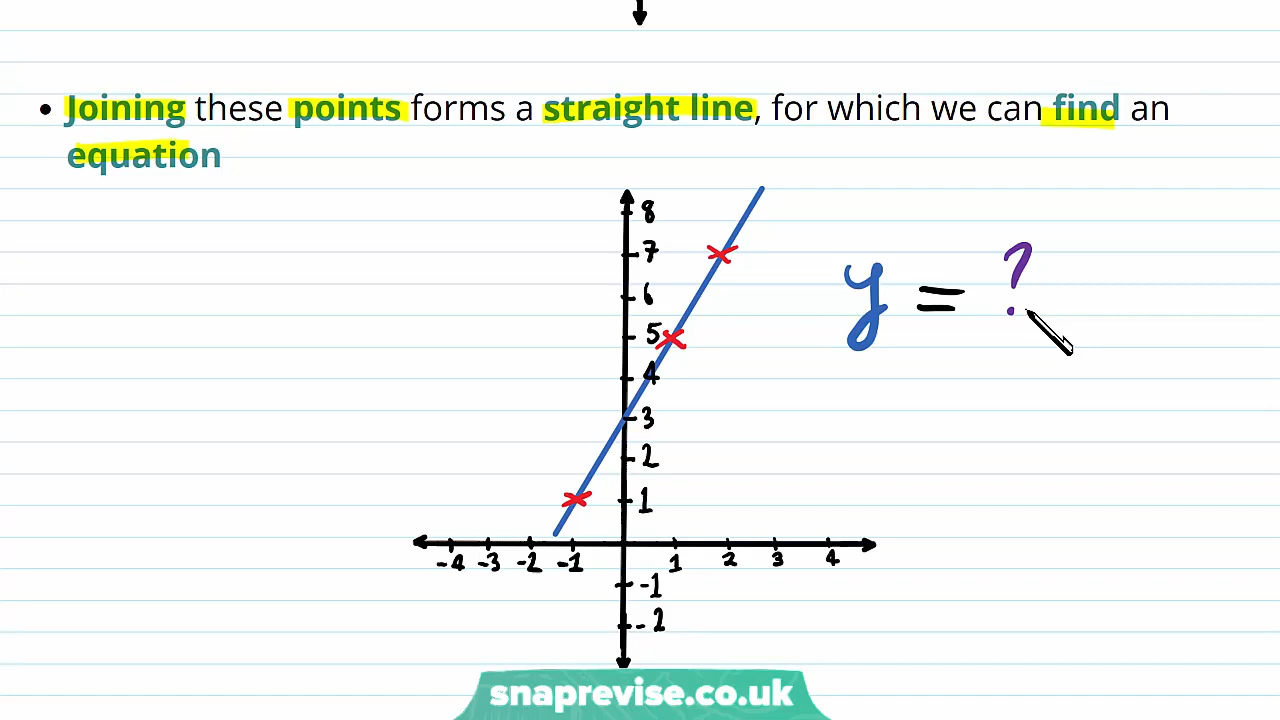 • Joining these points forms a straight line, for which we can find an
equation
8
7
6
5
4
3
2
1
y = ?
-4 -3 -2 -1 1 2 3 4
-1
-2
snaprevise.co.uk